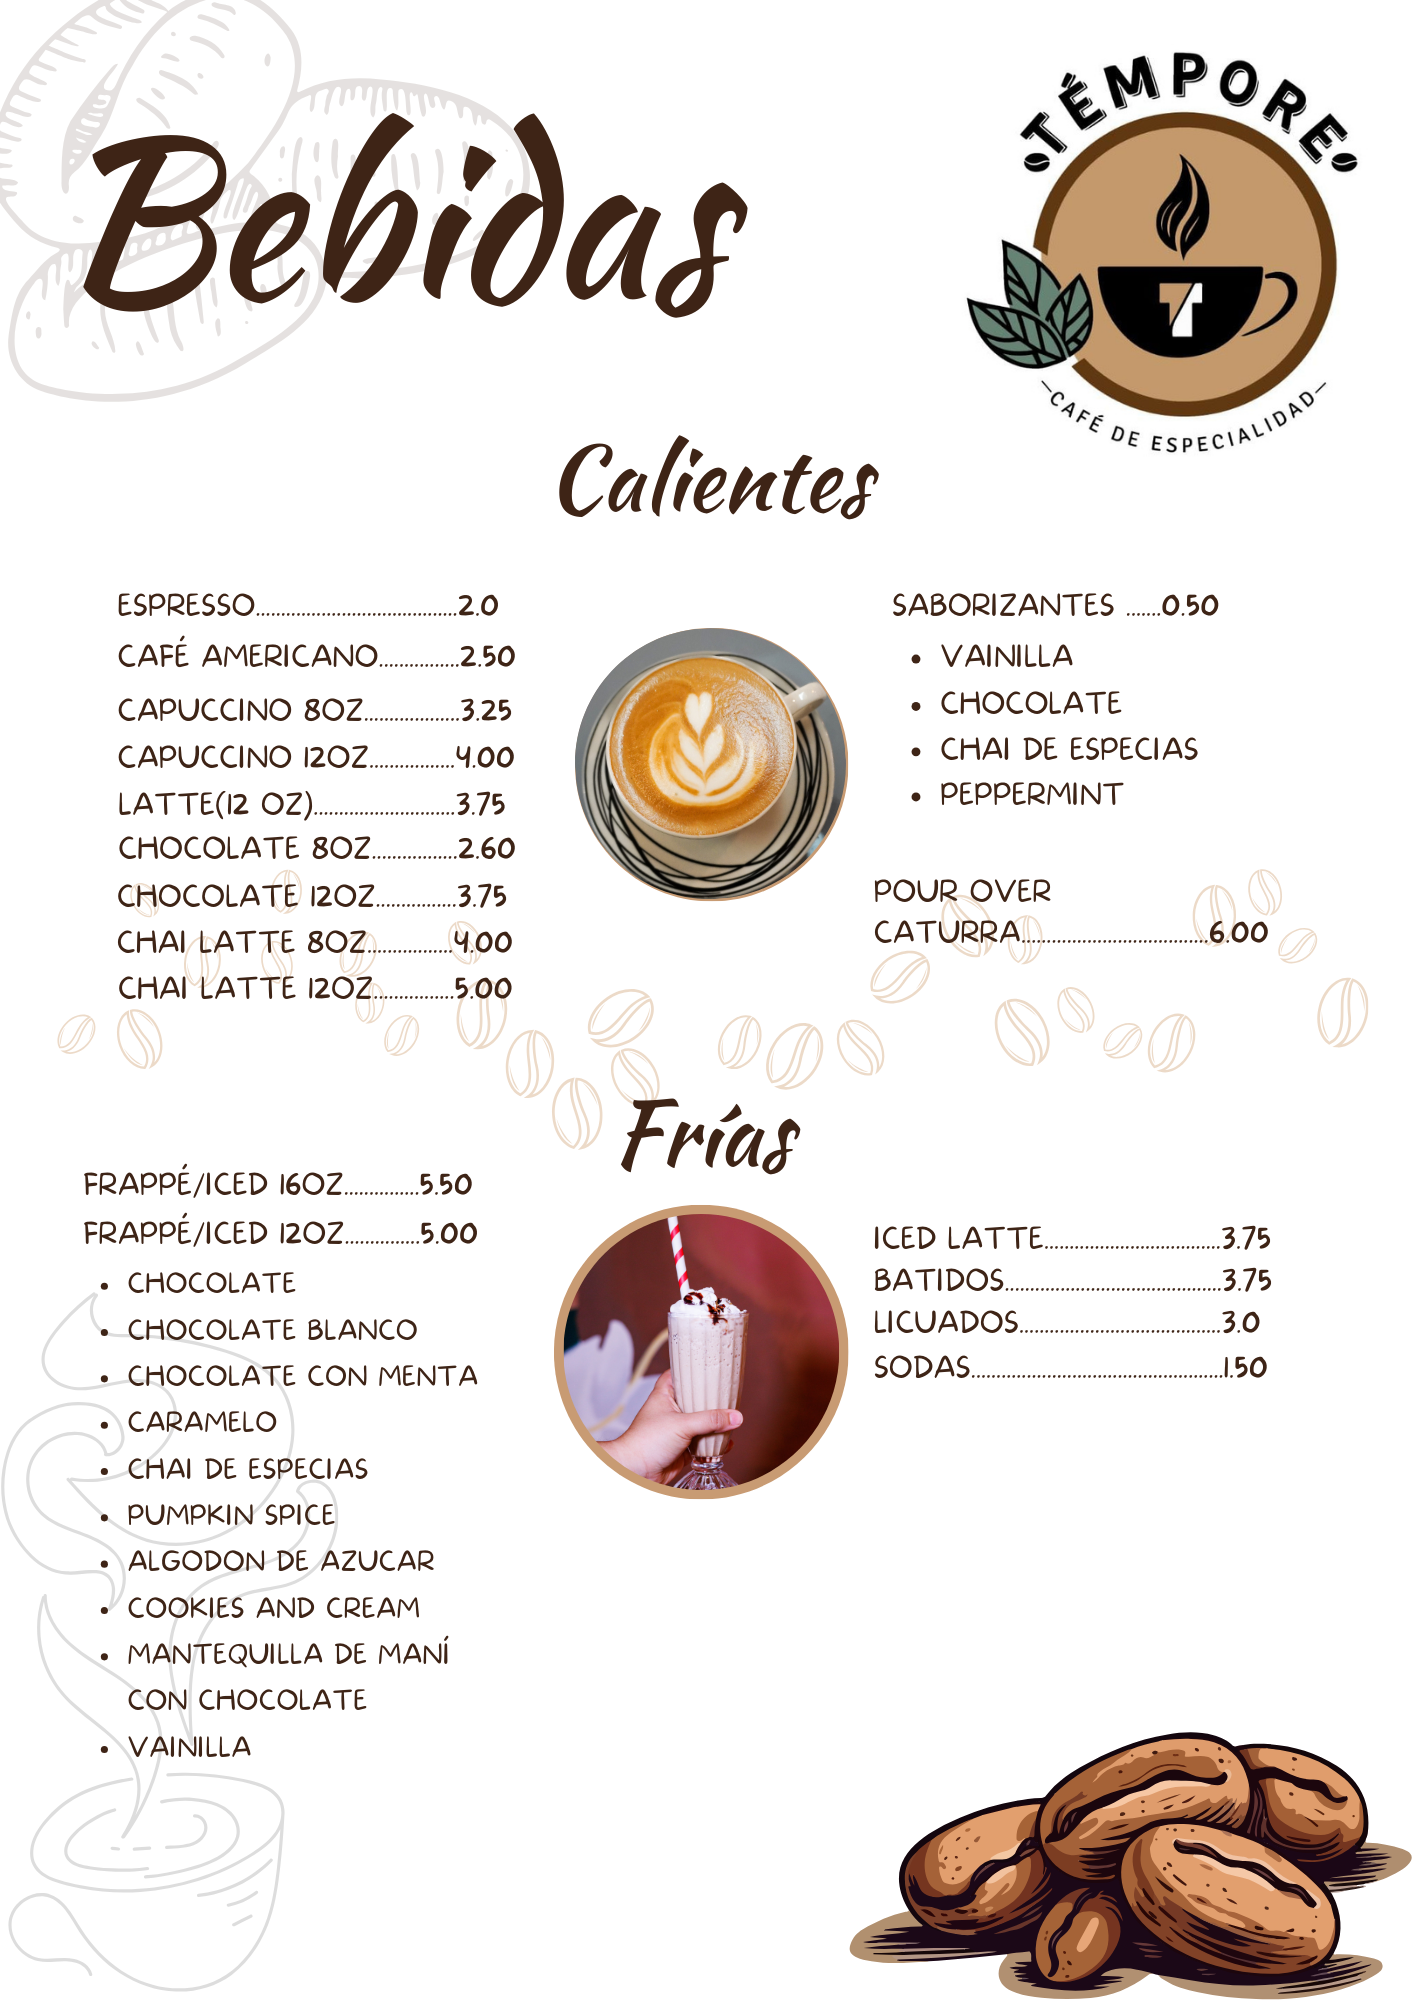 Bebidas
TÉMPORE
T
CAFÉ DE ESPECIALIDAD
Calientes
ESPRESSO........................................2.0
CAFÉ AMERICANO................2.50
CAPUCCINO 8OZ...................3.25
CAPUCCINO 12OZ.................4.00
LATTE(12 OZ)............................3.75
CHOCOLATE 8OZ.................2.60
CHOCOLATE 12OZ................3.75
CHAI LATTE 8OZ.................4.00
CHAI LATTE 12OZ................5.00
SABORIZANTES .......0.50
• VAINILLA
• CHOCOLATE
• CHAI DE ESPECIAS
• PEPPERMINT
POUR OVER
CATURRA.....................................6.00
Frías
FRAPPÉ/ICED 16OZ...............5.50
FRAPPÉ/ICED 12OZ...............5.00
• CHOCOLATE
• CHOCOLATE BLANCO
• CHOCOLATE CON MENTA
• CARAMELO
• CHAI DE ESPECIAS
• PUMPKIN SPICE
• ALGODON DE AZUCAR
• COOKIES AND CREAM
• MANTEQUILLA DE MANÍ
CON CHOCOLATE
• VAINILLA
ICED LATTE...................................3.75
BATIDOS...........................................3.75
LICUADOS........................................3.0
SODAS..................................................1.50